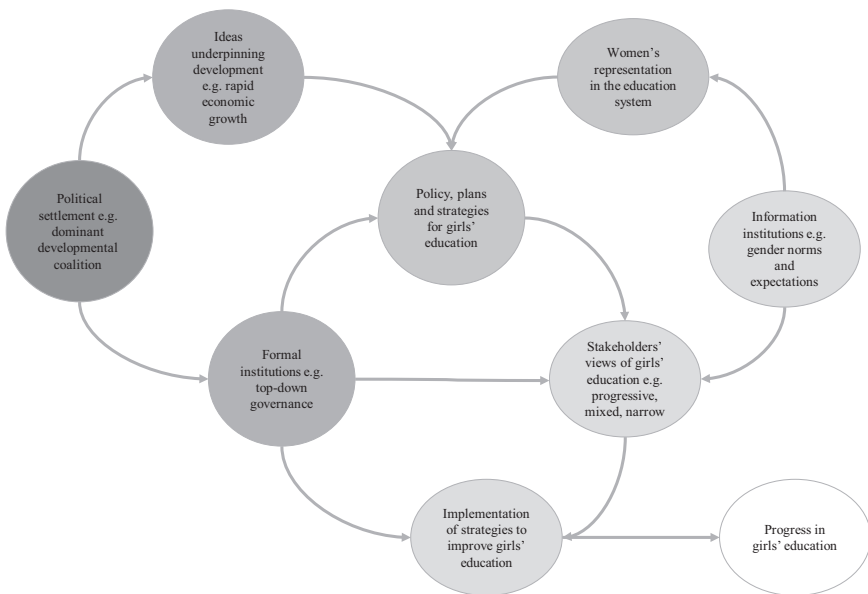 Ideas
underpinning
development
e.g. rapid
economic
growth
Women's
representation
in the education
system
Political
settlement e.g.
dominant
developmental
coalition
Policy, plans
and strategies
for girls'
education
Information
institutions e.g.
gender norms
and
expectations
Formal
institutions e.g.
top-down
governance
Stakeholders'
views of girls'
education e.g.
progressive,
mixed, narrow
Implementation
of strategies to
improve girls'
education
Progress in
girls' education